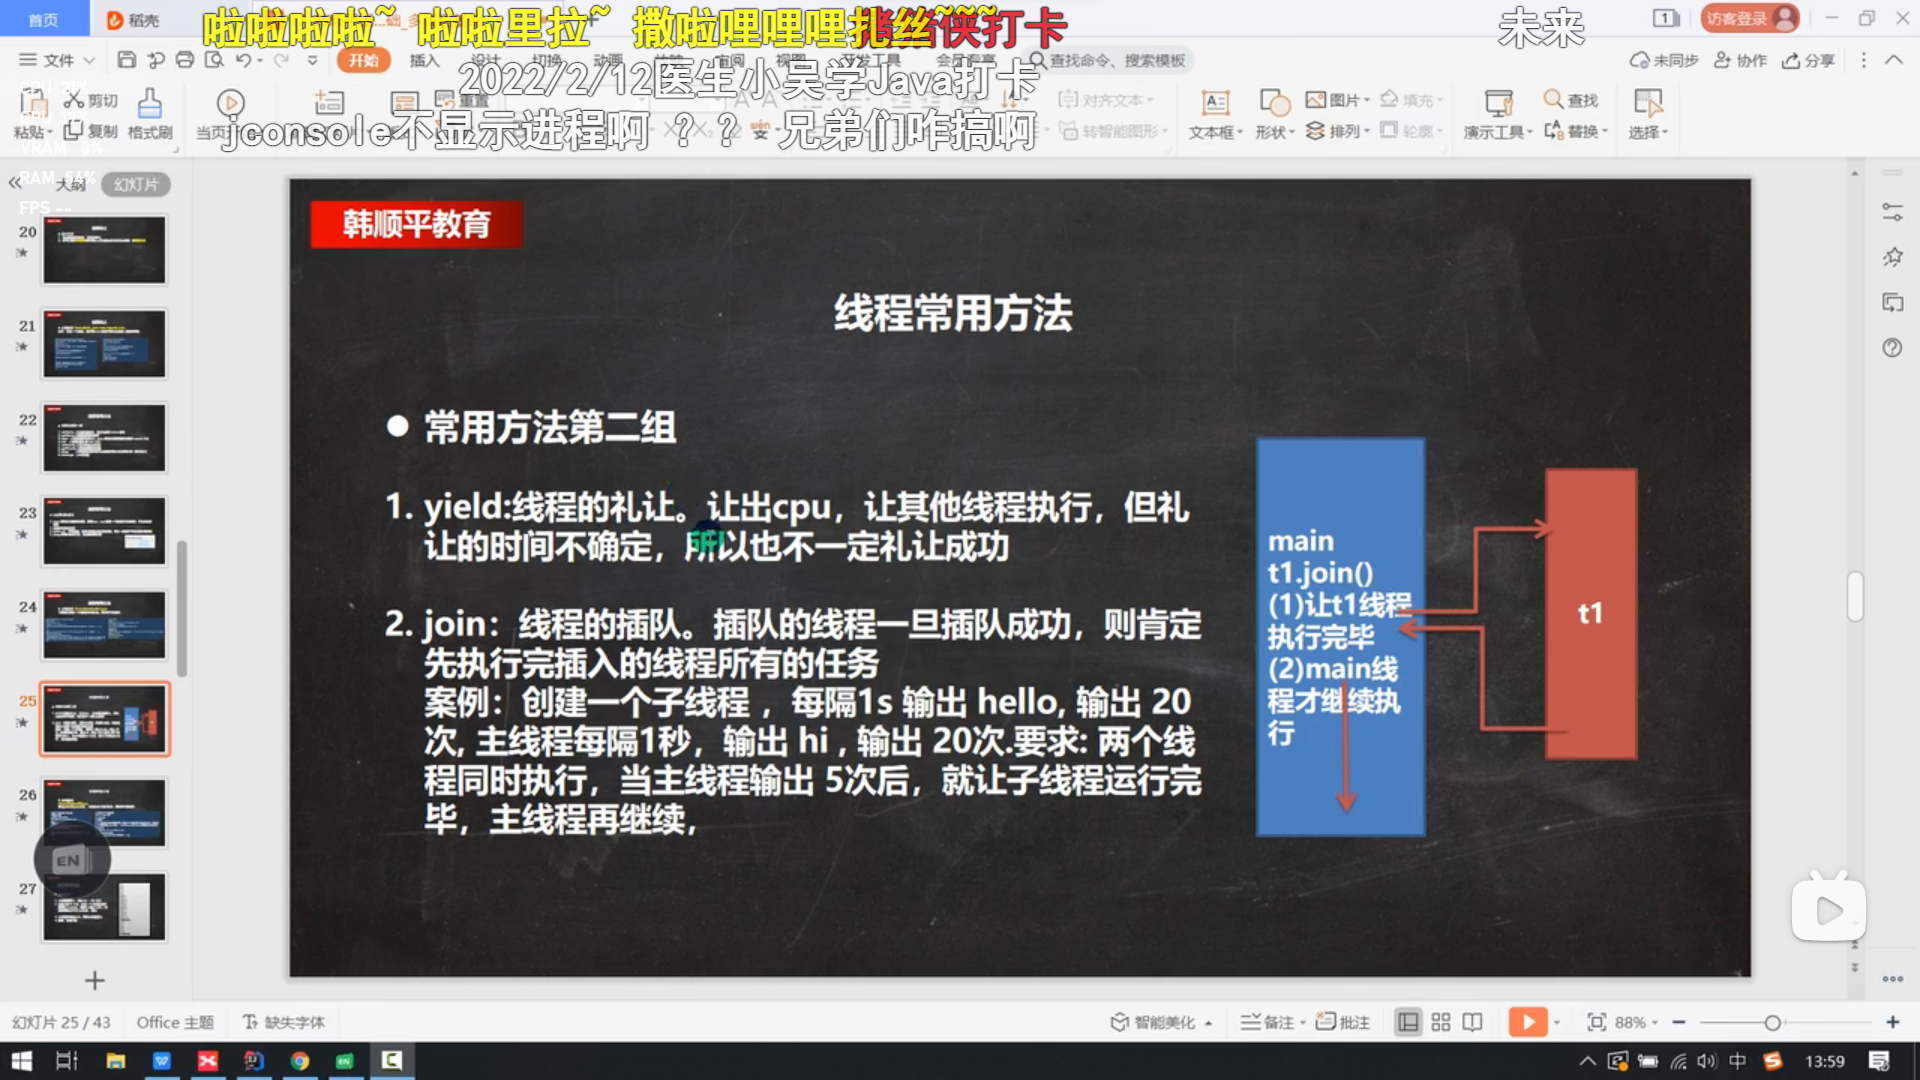 首页
稻壳
啦啦啦啦~ 啦啦里拉~ 撒啦哩哩哩扎丝~~~
猪猪侠打卡
未来
1
访客登录
文件
开始
插入
设计
切换
动画
审阅
视图
开发工具
会员专享
查找命令、搜索模板
未同步
协作
分享
2022/2/12医生小吴学Java打卡
粘贴
剪切
复制
格式刷
重置
对齐文本
转智能图形
文本框
形状
图片
排列
填充
轮廓
演示工具
查找
替换
选择
jconsole不显示进程啊 ？？ 兄弟们咋搞啊
VRAM 0%
RAM 54%
FPS --
大纲
幻灯片
20
21
22
23
24
25
26
27
韩顺平教育
线程常用方法
● 常用方法第二组
1. yield:线程的礼让。让出cpu，让其他线程执行，但礼
让的时间不确定，所以也不一定礼让成功
2. join：线程的插队。插队的线程一旦插队成功，则肯定
先执行完插入的线程所有的任务
案例：创建一个子线程 ，每隔1s 输出 hello, 输出 20
次, 主线程每隔1秒，输出 hi , 输出 20次.要求: 两个线
程同时执行，当主线程输出 5次后，就让子线程运行完
毕，主线程再继续，
main
t1.join()
(1)让t1线程
执行完毕
(2)main线
程才继续执
行
t1
EN
幻灯片 25 / 43
Office 主题
缺失字体
智能美化
备注
批注
88%
中
13:59